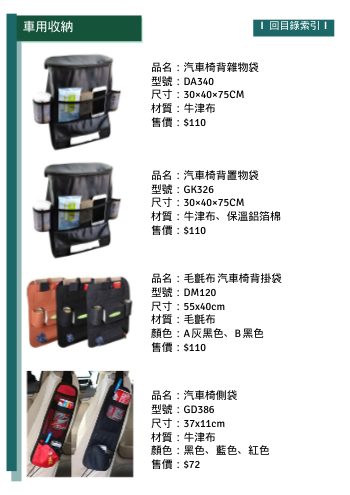 車用收納
I 回目錄索引 I
品名：汽車椅背雜物袋
型號：DA340
尺寸：30×40×75CM
材質：牛津布
售價：$110
品名：汽車椅背置物袋
型號：GK326
尺寸：30×40×75CM
材質：牛津布、保溫鋁箔棉
售價：$110
品名：毛氈布汽車椅背掛袋
型號：DM120
尺寸：55x40cm
材質：毛氈布
顏色：A灰黑色、B黑色
售價：$110
品名：汽車椅側袋
型號：GD386
尺寸：37x11cm
材質：牛津布
顏色：黑色、藍色、紅色
售價：$72